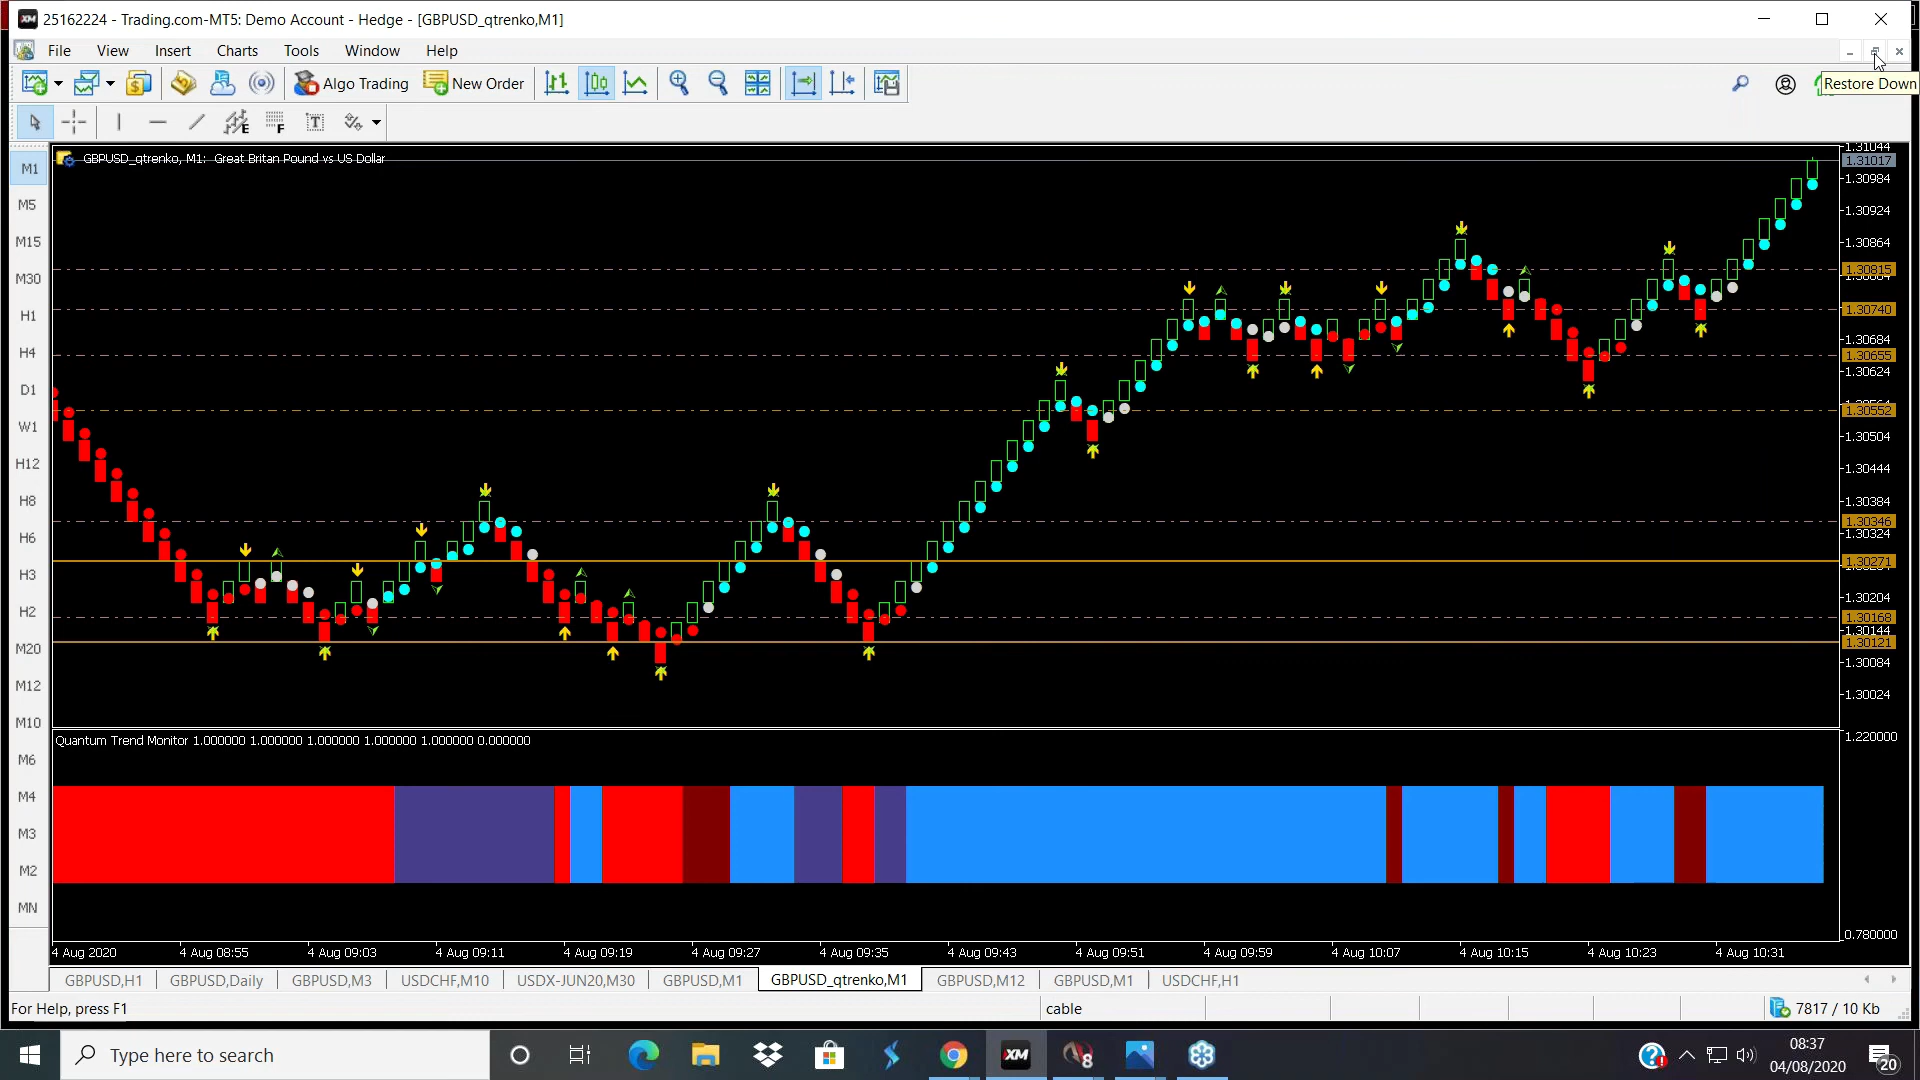 25162224 - Trading.com-MT5: Demo Account - Hedge - [GBPUSD_qtrenko,M1]
File View Insert Charts Tools Window Help
Algo Trading New Order
Restore Down
E F T
GBPUSD_qtrenko, M1: Great Britan Pound vs US Dollar
M1
M5
M15
M30
H1
H4
D1
W1
H12
H8
H6
H3
H2
M20
M12
M10
M6
M4
M3
M2
MN
1.31044
1.31017
1.30984
1.30924
1.30864
1.30815
1.30740
1.30684
1.30655
1.30624
1.30552
1.30504
1.30444
1.30384
1.30346
1.30324
1.30271
1.30204
1.30168
1.30144
1.30121
1.30084
1.30024
Quantum Trend Monitor 1.000000 1.000000 1.000000 1.000000 1.000000 0.000000
1.220000
0.780000
4 Aug 2020 4 Aug 08:55 4 Aug 09:03 4 Aug 09:11 4 Aug 09:19 4 Aug 09:27 4 Aug 09:35 4 Aug 09:43 4 Aug 09:51 4 Aug 09:59 4 Aug 10:07 4 Aug 10:15 4 Aug 10:23 4 Aug 10:31
GBPUSD,H1 GBPUSD,Daily GBPUSD,M3 USDCHF,M10 USDX-JUN20,M30 GBPUSD,M1 GBPUSD_qtrenko,M1 GBPUSD,M12 GBPUSD,M1 USDCHF,H1
For Help, press F1 cable 7817 / 10 Kb
Type here to search
XM
8
08:37
04/08/2020
20